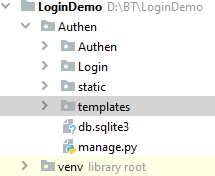 LoginDemo D:\BT\LoginDemo
Authen
Authen
Login
static
templates
db.sqlite3
manage.py
venv library root